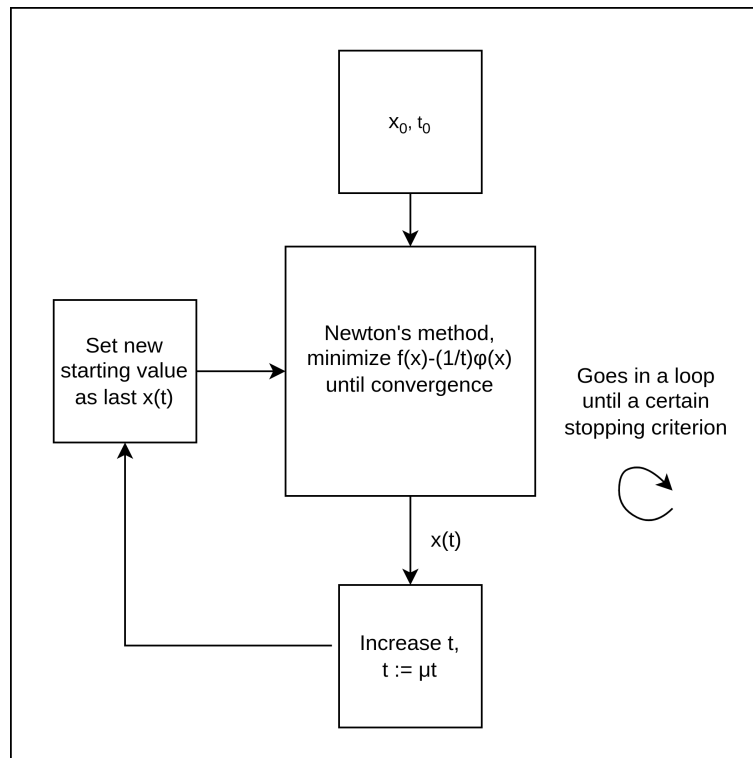 x₀, t₀
Newton's method,
minimize f(x)-(1/t)φ(x)
until convergence
Set new
starting value
as last x(t)
Goes in a loop
until a certain
stopping criterion
x(t)
Increase t,
t := μt